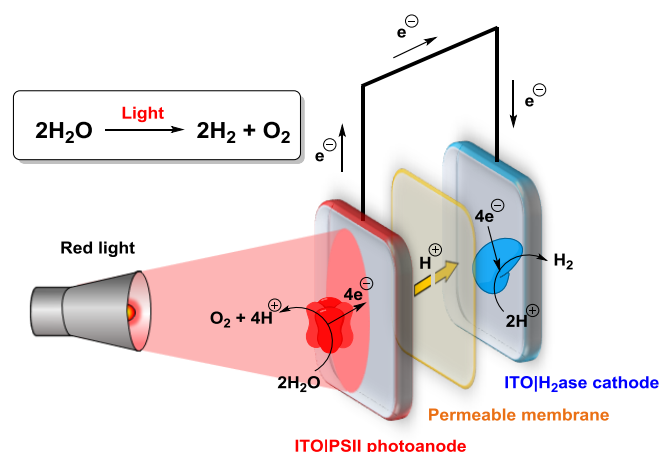 e⊖
Light
2H₂O → 2H₂ + O₂
e⊖
e⊖
Red light
4e⊖
H⊕
H₂
4e⊖
O₂ + 4H⊕
2H⊕
2H₂O
ITO|H₂ase cathode
Permeable membrane
ITO|PSII photoanode